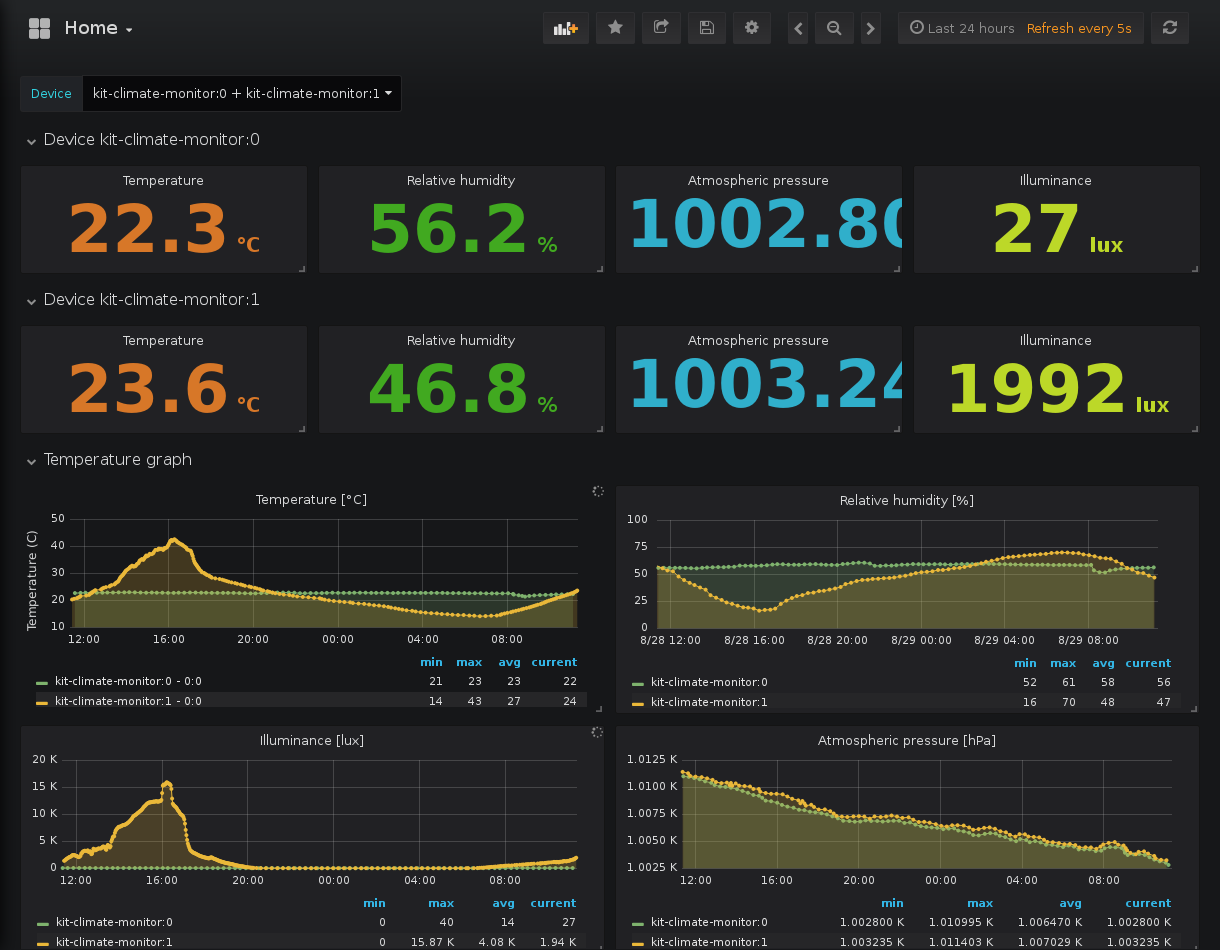 Home
Last 24 hours Refresh every 5s
Device kit-climate-monitor:0 + kit-climate-monitor:1
Device kit-climate-monitor:0
Temperature Relative humidity Atmospheric pressure Illuminance
22.3 °C 56.2 % 1002.80 27 lux
Device kit-climate-monitor:1
Temperature Relative humidity Atmospheric pressure Illuminance
23.6 °C 46.8 % 1003.24 1992 lux
Temperature graph
Temperature [°C]
Temperature (C)
50
40
30
20
10
12:00 16:00 20:00 00:00 04:00 08:00
min max avg current
kit-climate-monitor:0 - 0:0 21 23 23 22
kit-climate-monitor:1 - 0:0 14 43 27 24
Relative humidity [%]
100
75
50
25
0
8/28 12:00 8/28 16:00 8/28 20:00 8/29 00:00 8/29 04:00 8/29 08:00
min max avg current
kit-climate-monitor:0 52 61 58 56
kit-climate-monitor:1 16 70 48 47
Illuminance [lux]
20 K
15 K
10 K
5 K
0
12:00 16:00 20:00 00:00 04:00 08:00
min max avg current
kit-climate-monitor:0 0 40 14 27
kit-climate-monitor:1 0 15.87 K 4.08 K 1.94 K
Atmospheric pressure [hPa]
1.0125 K
1.0100 K
1.0075 K
1.0050 K
1.0025 K
12:00 16:00 20:00 00:00 04:00 08:00
min max avg current
kit-climate-monitor:0 1.002800 K 1.010995 K 1.006470 K 1.002800 K
kit-climate-monitor:1 1.003235 K 1.011403 K 1.007029 K 1.003235 K